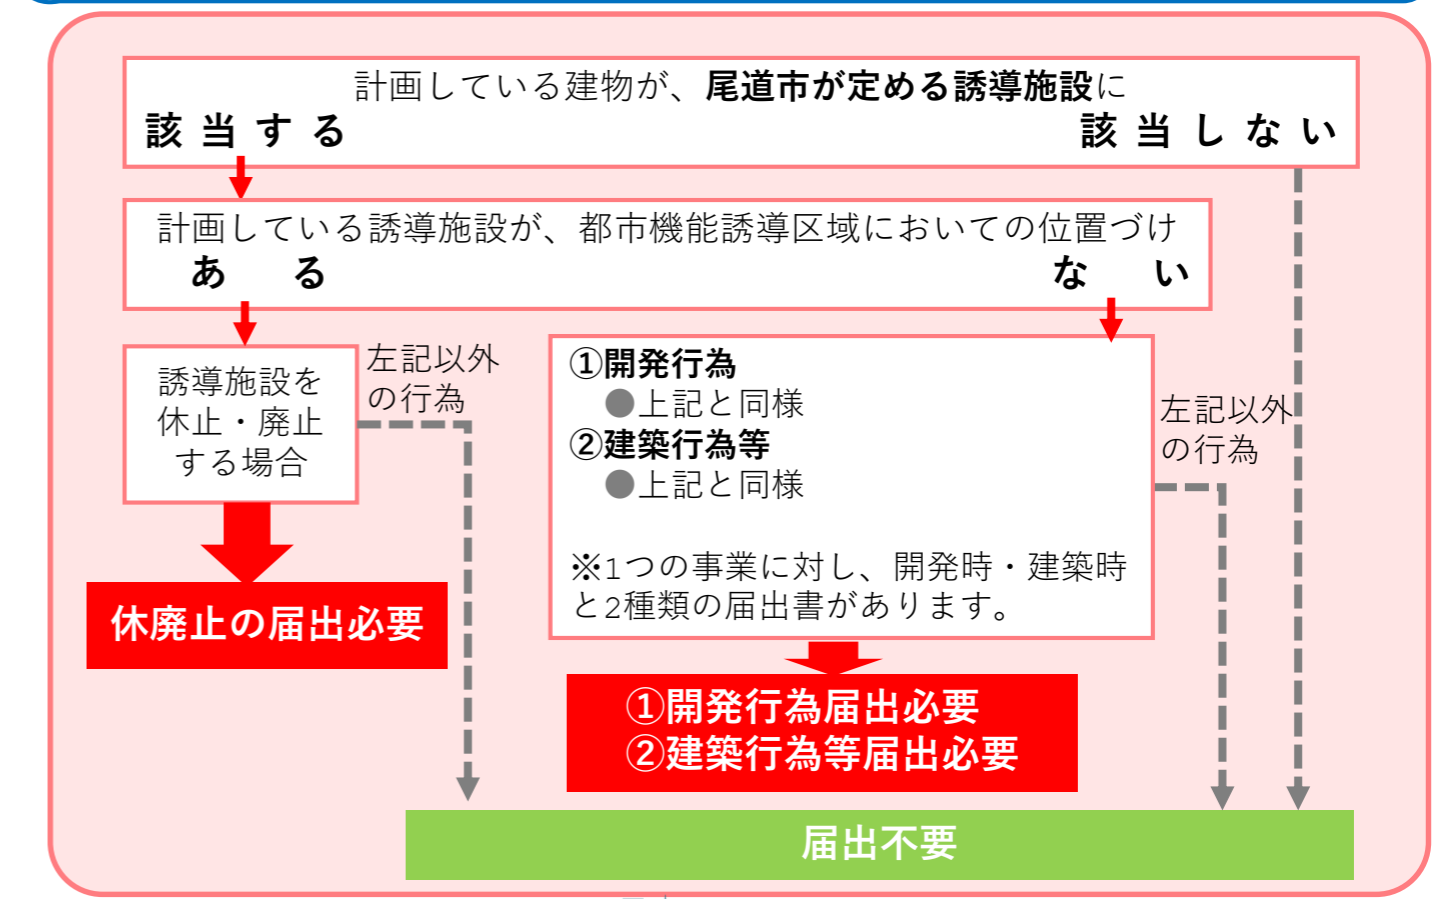 計画している建物が、尾道市が定める誘導施設に
該当する 該当しない
計画している誘導施設が、都市機能誘導区域においての位置づけ
ある ない
誘導施設を
休止・廃止
する場合
左記以外
の行為
①開発行為
●上記と同様
②建築行為等
●上記と同様
※1つの事業に対し、開発時・建築時
と2種類の届出書があります。
左記以外
の行為
休廃止の届出必要
①開発行為届出必要
②建築行為等届出必要
届出不要